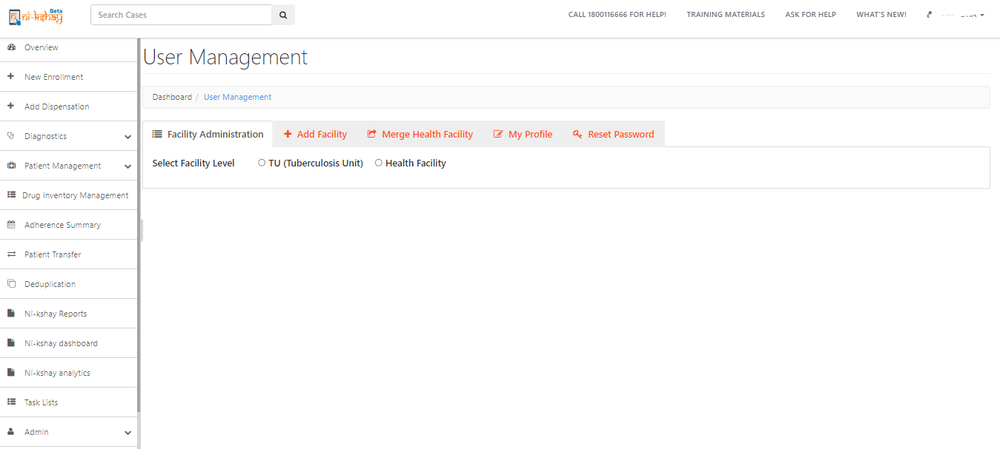 Beta
ni-kshay
Search Cases
CALL 1800116666 FOR HELP!
TRAINING MATERIALS
ASK FOR HELP
WHAT'S NEW!
Overview
New Enrollment
Add Dispensation
Diagnostics
Patient Management
Drug Inventory Management
Adherence Summary
Patient Transfer
Deduplication
Ni-kshay Reports
Ni-kshay dashboard
Ni-kshay analytics
Task Lists
Admin
User Management
Dashboard / User Management
Facility Administration
Add Facility
Merge Health Facility
My Profile
Reset Password
Select Facility Level
TU (Tuberculosis Unit)
Health Facility